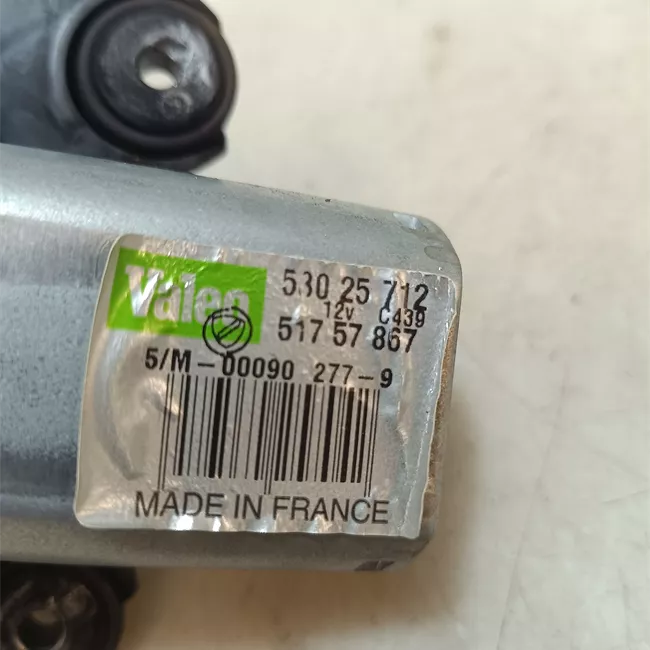 Valeo
530 25 712
12v C439
517 57 867
5/M-00090 277-9
MADE IN FRANCE